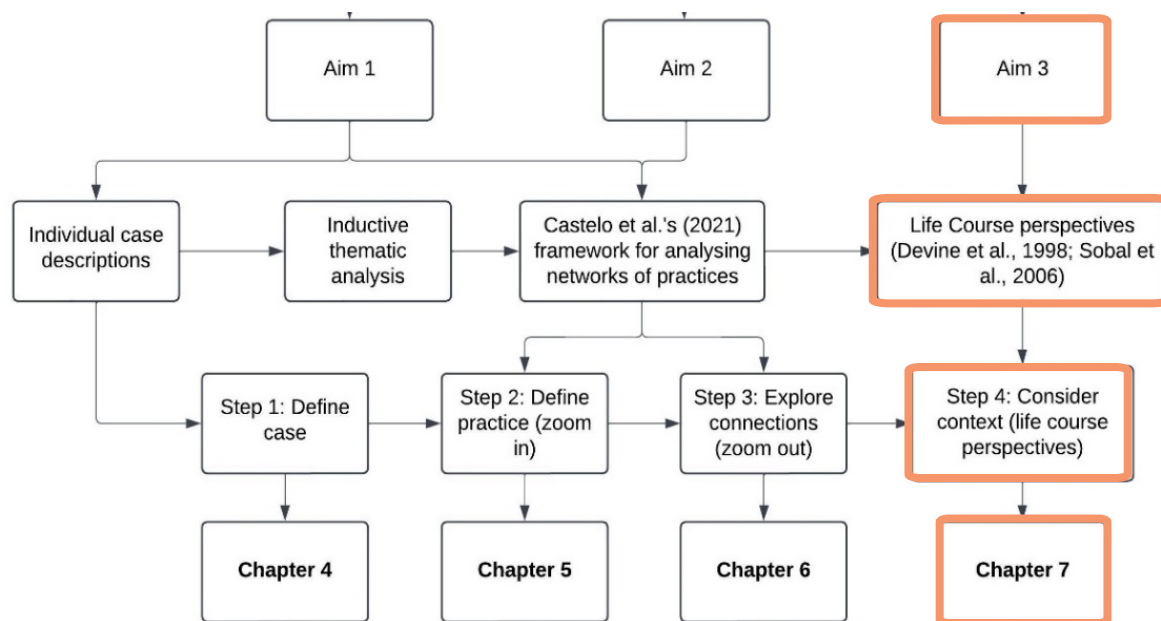 Aim 1
Aim 2
Aim 3
Individual case
descriptions
Inductive
thematic
analysis
Castelo et al.'s (2021)
framework for analysing
networks of practices
Life Course perspectives
(Devine et al., 1998; Sobal et
al., 2006)
Step 1: Define
case
Step 2: Define
practice (zoom
in)
Step 3: Explore
connections
(zoom out)
Step 4: Consider
context (life course
perspectives)
Chapter 4
Chapter 5
Chapter 6
Chapter 7